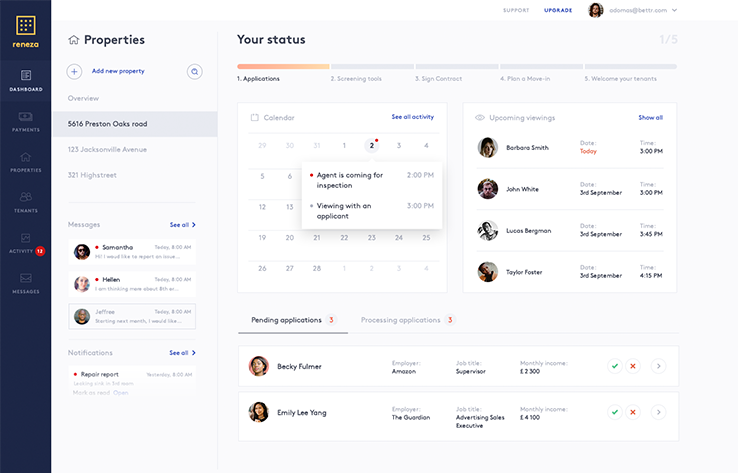 SUPPORT
UPGRADE
adamas@bettr.com
reneza
DASHBOARD
PAYMENTS
PROPERTIES
TENANTS
ACTIVITY 12
MESSAGES
Properties
Add new property
Overview
5616 Preston Oaks road
123 Jacksonville Avenue
321 Highstreet
Messages
See all
Samantha
Today, 8:00 AM
Hi! I woud like to report an issue...
Hellen
Today, 8:00 AM
I am thinking more about 8th or...
Jeffree
Today, 8:00 AM
Starting next month, I would like...
Notifications
See all
Repair report
Yesterday, 8:00 AM
Leaking sink in 3rd room
Mark as read Open
Your status
1/5
1. Applications
2. Screening tools
3. Sign Contract
4. Plan a Move-in
5. Welcome your tenants
Calendar
See all activity
29 30 31 1 2 3 4
5 6
12 13
19 20 21 22 23 24 25
26 27 28 1 2 3 4
Agent is coming for
inspection
2:00 PM
Viewing with an
applicant
3:00 PM
Upcoming viewings
Show all
Barbara Smith
Date:
Today
Time:
3:00 PM
John White
Date:
3rd September
Time:
3:00 PM
Lucas Bergman
Date:
3rd September
Time:
3:45 PM
Taylor Foster
Date:
3rd September
Time:
4:15 PM
Pending applications 3
Processing applications 3
Becky Fulmer
Employer:
Amazon
Job title:
Supervisor
Monthly income:
£ 2 300
Emily Lee Yang
Employer:
The Guardian
Job title:
Advertising Sales
Executive
Monthly income:
£ 4 100